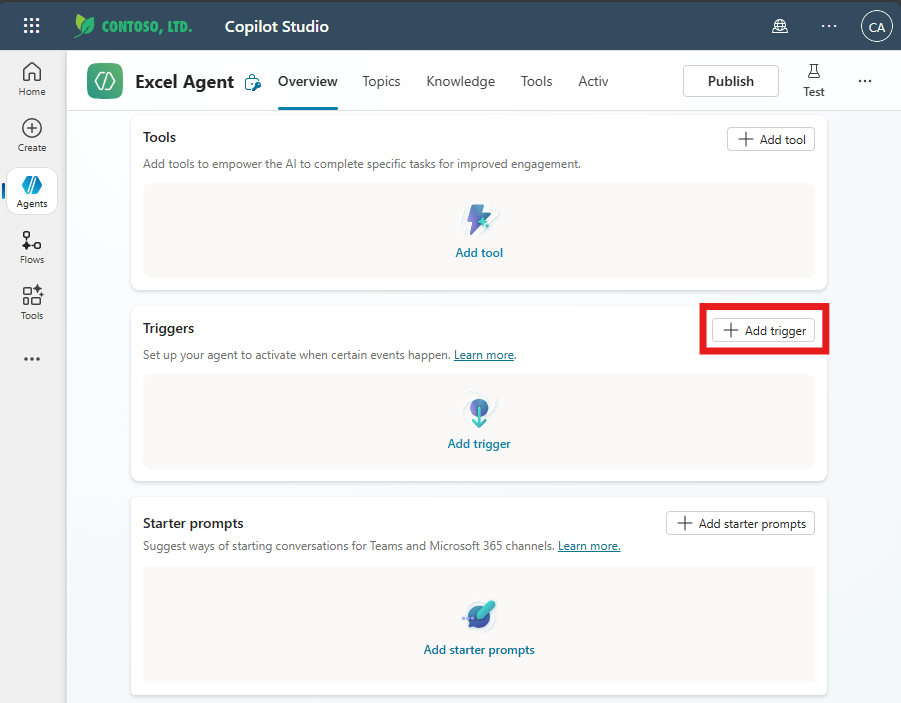 CONTOSO, LTD. Copilot Studio CA
Home
Create
Agents
Flows
Tools
Excel Agent Overview Topics Knowledge Tools Activ Publish Test
Tools
Add tool
Add tools to empower the AI to complete specific tasks for improved engagement.
Add tool
Triggers
Add trigger
Set up your agent to activate when certain events happen. Learn more.
Add trigger
Starter prompts
Add starter prompts
Suggest ways of starting conversations for Teams and Microsoft 365 channels. Learn more.
Add starter prompts